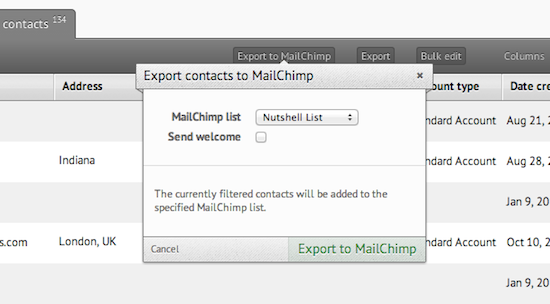 contacts 134
Export to MailChimp Export Bulk edit Columns
Address
Export contacts to MailChimp
MailChimp list Nutshell List
Send welcome
The currently filtered contacts will be added to the
specified MailChimp list.
Cancel Export to MailChimp
ount type Date cre
ndard Account Aug 21, 2
Indiana ndard Account Aug 28, 2
Jan 9, 20
s.com London, UK ndard Account Oct 10, 2
Jan 9, 20